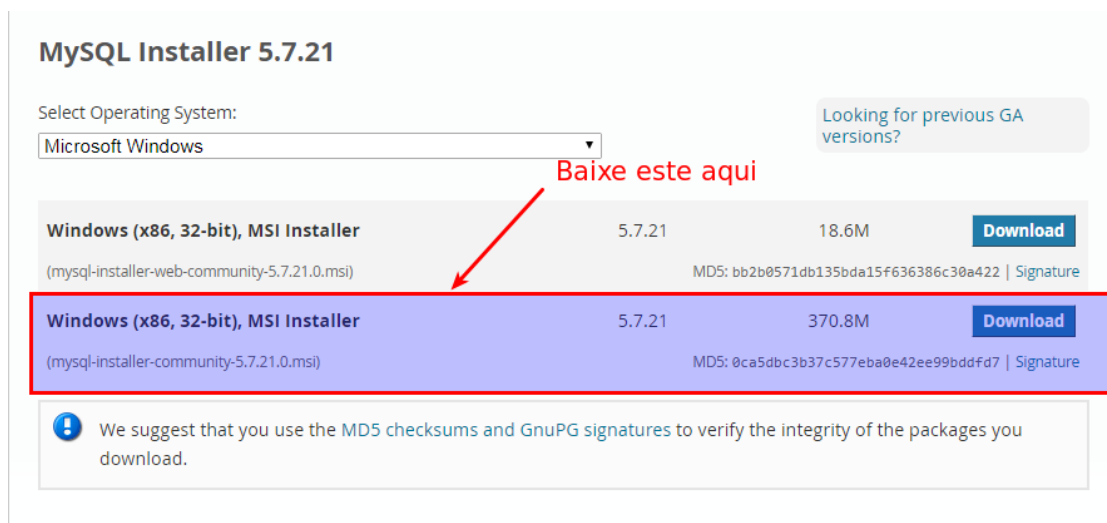 MySQL Installer 5.7.21
Select Operating System:
Looking for previous GA
versions?
Microsoft Windows
Baixe este aqui
Windows (x86, 32-bit), MSI Installer 5.7.21 18.6M Download
(mysql-installer-web-community-5.7.21.0.msi) MD5: bb2b0571db135bda15f636386c30a422 | Signature
Windows (x86, 32-bit), MSI Installer 5.7.21 370.8M Download
(mysql-installer-community-5.7.21.0.msi) MD5: 0ca5dbc3b37c577eba0e42ee99bddfd7 | Signature
We suggest that you use the MD5 checksums and GnuPG signatures to verify the integrity of the packages you
download.